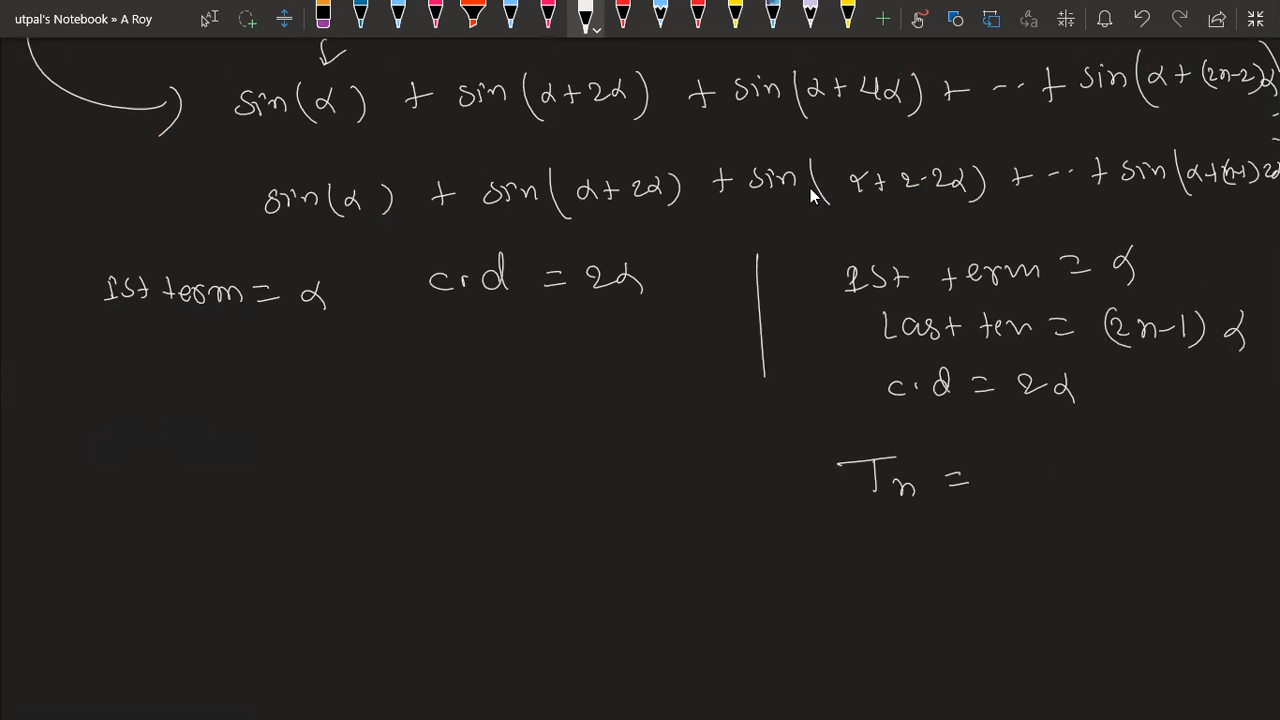 utpal's Notebook » A Roy
sin(α) + sin(α+2α) + sin(α+4α) + ... + sin(α+(2n-2)α
sin(α) + sin(α+2α) + sin(α+2·2α) + ... + sin(α+(n-1)2α
1st term = α c.d = 2α
1st term = α
Last ten = (2n-1) α
c.d = 2α
Tn =